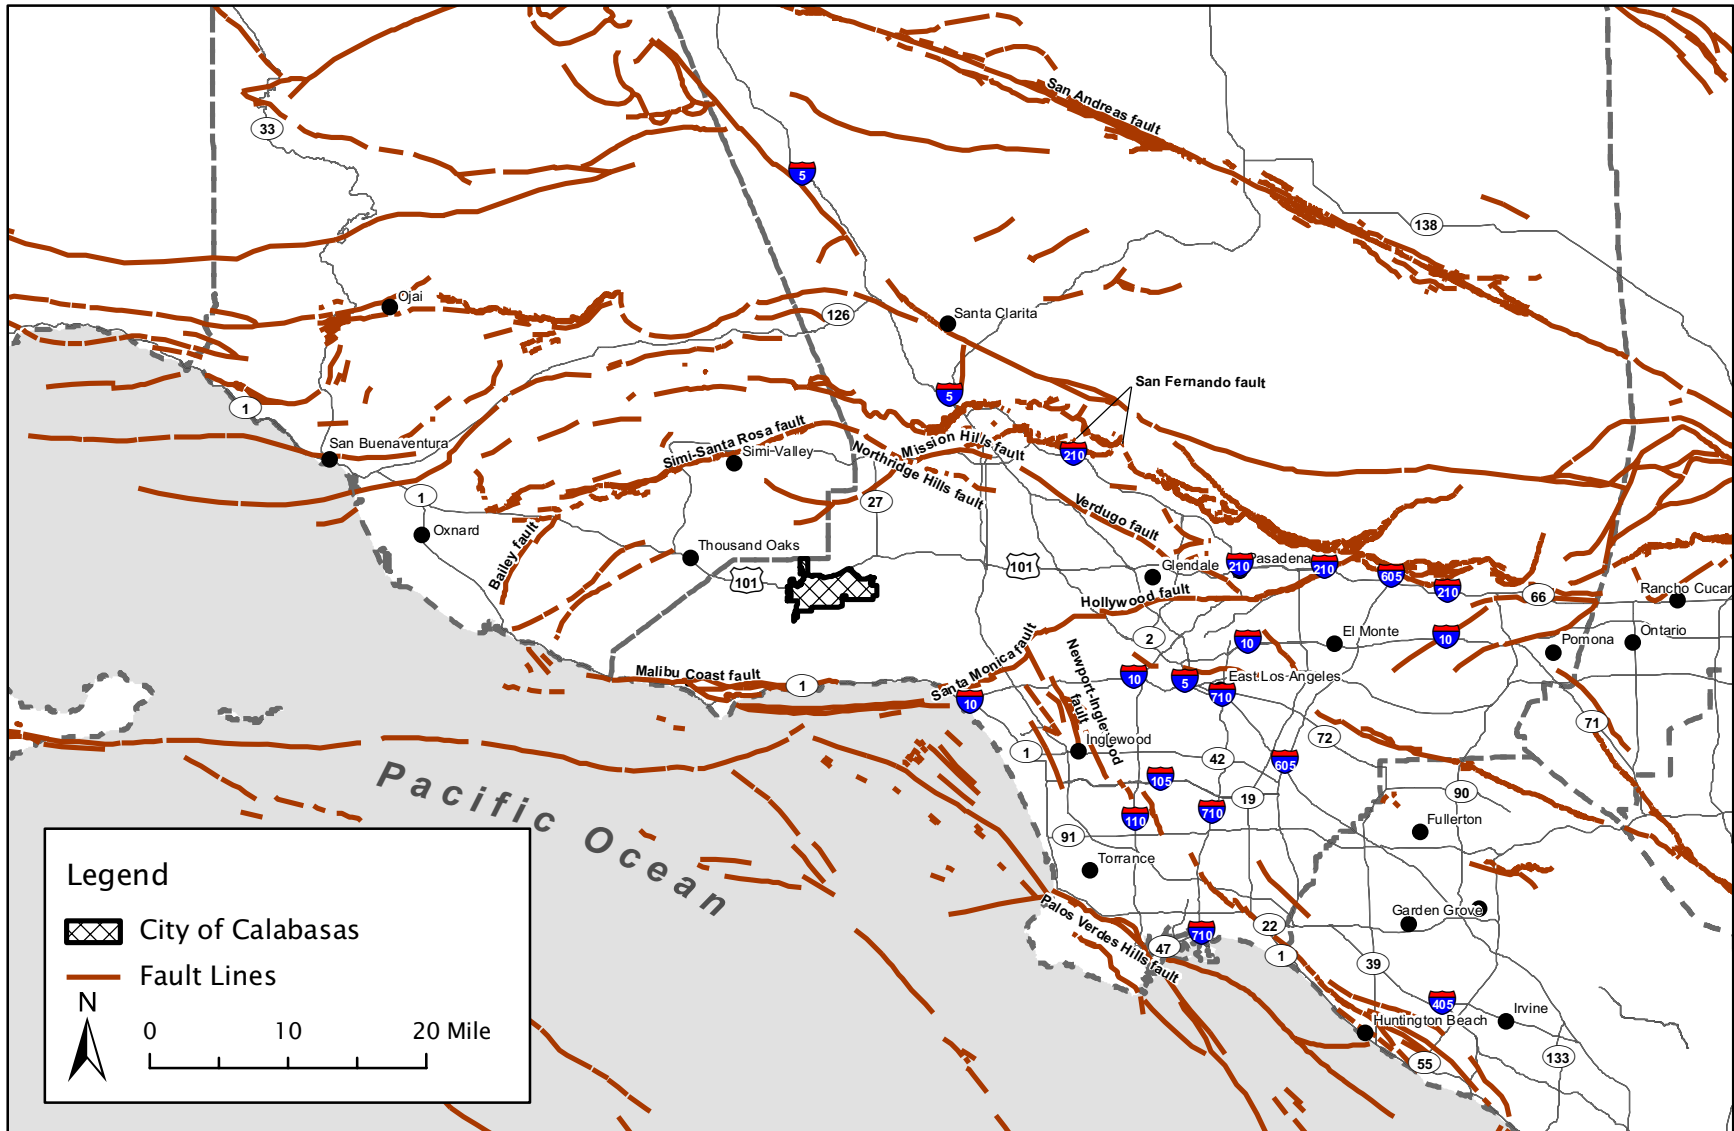 33
San Andreas fault
5
138
Ojai
126
Santa Clarita
San Fernando fault
5
1
San Buenaventura
Simi-Santa Rosa fault
Simi-Valley
Mission Hills fault
Northridge Hills fault
210
1
27
Verdugo fault
Oxnard
Bailey fault
Thousand Oaks
101
101
Glendale
210
Pasadena
210
605
210
66
Rancho Cucar
Hollywood fault
2
10
El Monte
10
Pomona
Ontario
Malibu Coast fault
1
Santa Monica fault
10
Newport-Inglewood
fault
10
5
710
East Los Angeles
Inglewood
1
42
605
72
71
105
19
90
110
710
Fullerton
91
Torrance
Pacific Ocean
Palos Verdes Hills fault
47
710
22
1
Garden Grove
39
405
Irvine
Huntington Beach
55
133
Legend
City of Calabasas
Fault Lines
N
0 10 20 Mile